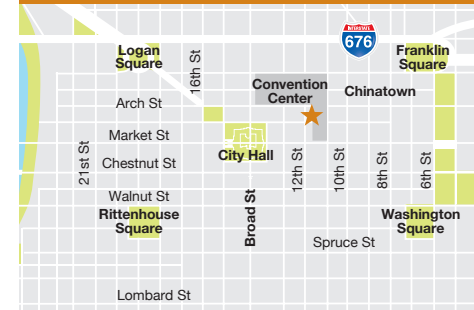 INTERSTATE
676
Logan
Square
16th St
Franklin
Square
Convention
Center
Chinatown
Arch St
Market St
City Hall
21st St
Chestnut St
12th St
10th St
8th St
6th St
Walnut St
Rittenhouse
Square
Broad St
Washington
Square
Spruce St
Lombard St